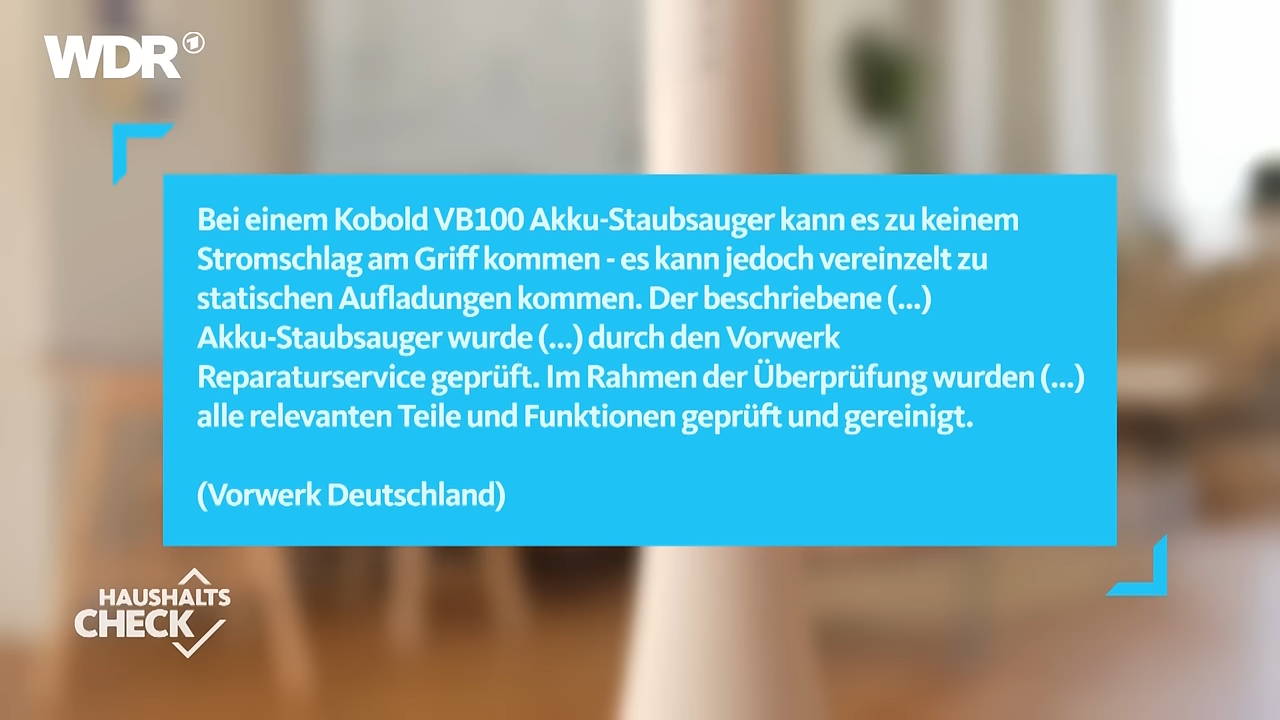 WDR
Bei einem Kobold VB100 Akku-Staubsauger kann es zu keinem
Stromschlag am Griff kommen - es kann jedoch vereinzelt zu
statischen Aufladungen kommen. Der beschriebene (...)
Akku-Staubsauger wurde (...) durch den Vorwerk
Reparaturservice geprüft. Im Rahmen der Überprüfung wurden (...)
alle relevanten Teile und Funktionen geprüft und gereinigt.
(Vorwerk Deutschland)
HAUSHALTS
CHECK